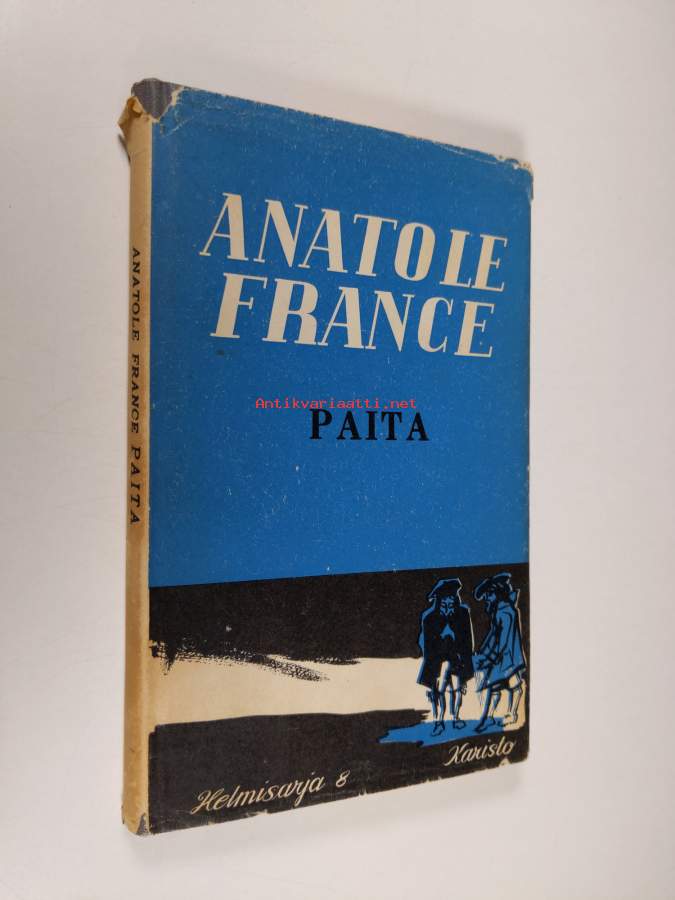 ANATOLE
FRANCE
Antikvariaatti.net
PAITA
Helmisarja 8
Karisto
ANATOLE FRANCE PAITA